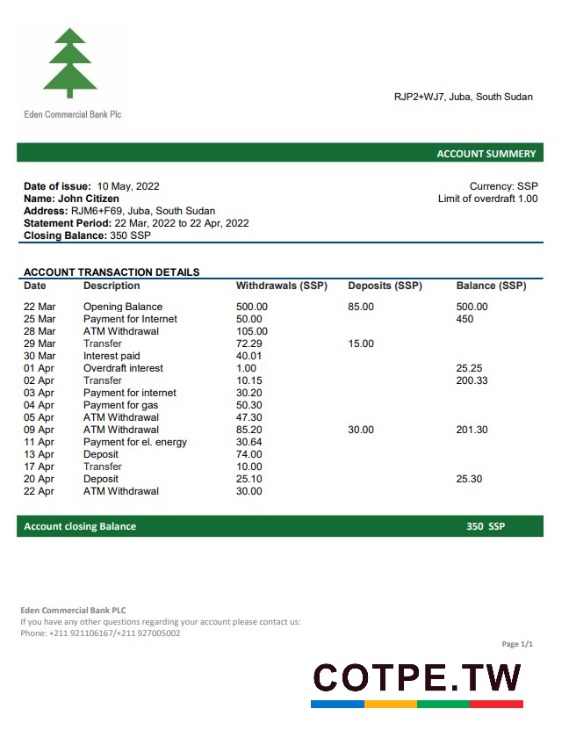 Eden Commercial Bank Plc
RJP2+WJ7, Juba, South Sudan
ACCOUNT SUMMERY
Date of issue: 10 May, 2022
Currency: SSP
Name: John Citizen
Limit of overdraft 1.00
Address: RJM6+F69, Juba, South Sudan
Statement Period: 22 Mar, 2022 to 22 Apr, 2022
Closing Balance: 350 SSP
ACCOUNT TRANSACTION DETAILS
Date Description Withdrawals (SSP) Deposits (SSP) Balance (SSP)
22 Mar Opening Balance 500.00 85.00 500.00
25 Mar Payment for Internet 50.00 450
28 Mar ATM Withdrawal 105.00
29 Mar Transfer 72.29 15.00
30 Mar Interest paid 40.01
01 Apr Overdraft interest 1.00 25.25
02 Apr Transfer 10.15 200.33
03 Apr Payment for internet 30.20
04 Apr Payment for gas 50.30
05 Apr ATM Withdrawal 47.30
09 Apr ATM Withdrawal 85.20 30.00 201.30
11 Apr Payment for el. energy 30.64
13 Apr Deposit 74.00
17 Apr Transfer 10.00
20 Apr Deposit 25.10 25.30
22 Apr ATM Withdrawal 30.00
Account closing Balance 350 SSP
Eden Commercial Bank PLC
If you have any other questions regarding your account please contact us:
Phone: +211 921106167/+211 927005002
Page 1/1
COTPE.TW